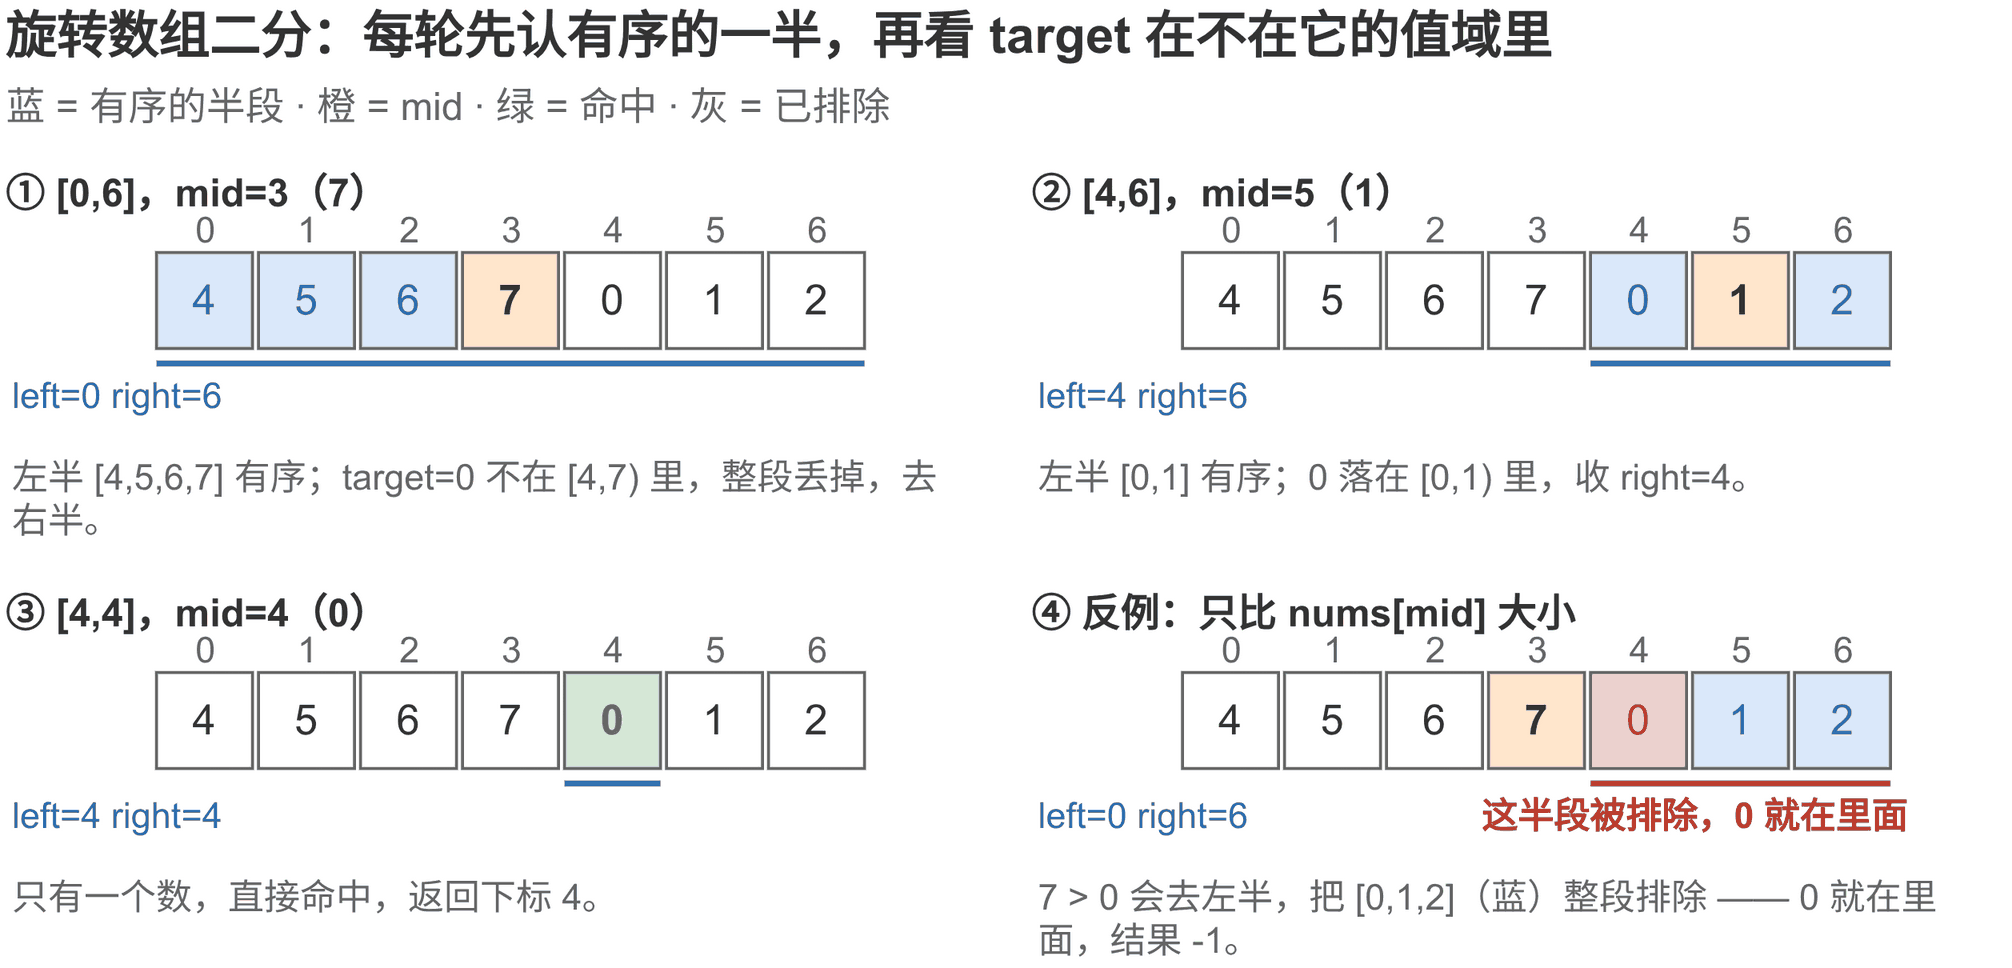 旋转数组二分：每轮先认有序的一半，再看 target 在不在它的值域里
蓝 = 有序的半段 · 橙 = mid · 绿 = 命中 · 灰 = 已排除
① [0,6]，mid=3（7）
0 1 2 3 4 5 6
4 5 6 7 0 1 2
left=0 right=6
左半 [4,5,6,7] 有序；target=0 不在 [4,7) 里，整段丢掉，去
右半。
② [4,6]，mid=5（1）
0 1 2 3 4 5 6
4 5 6 7 0 1 2
left=4 right=6
左半 [0,1] 有序；0 落在 [0,1) 里，收 right=4。
③ [4,4]，mid=4（0）
0 1 2 3 4 5 6
4 5 6 7 0 1 2
left=4 right=4
只有一个数，直接命中，返回下标 4。
④ 反例：只比 nums[mid] 大小
0 1 2 3 4 5 6
4 5 6 7 0 1 2
left=0 right=6
这半段被排除，0 就在里面
7 > 0 会去左半，把 [0,1,2]（蓝）整段排除 —— 0 就在里
面，结果 -1。